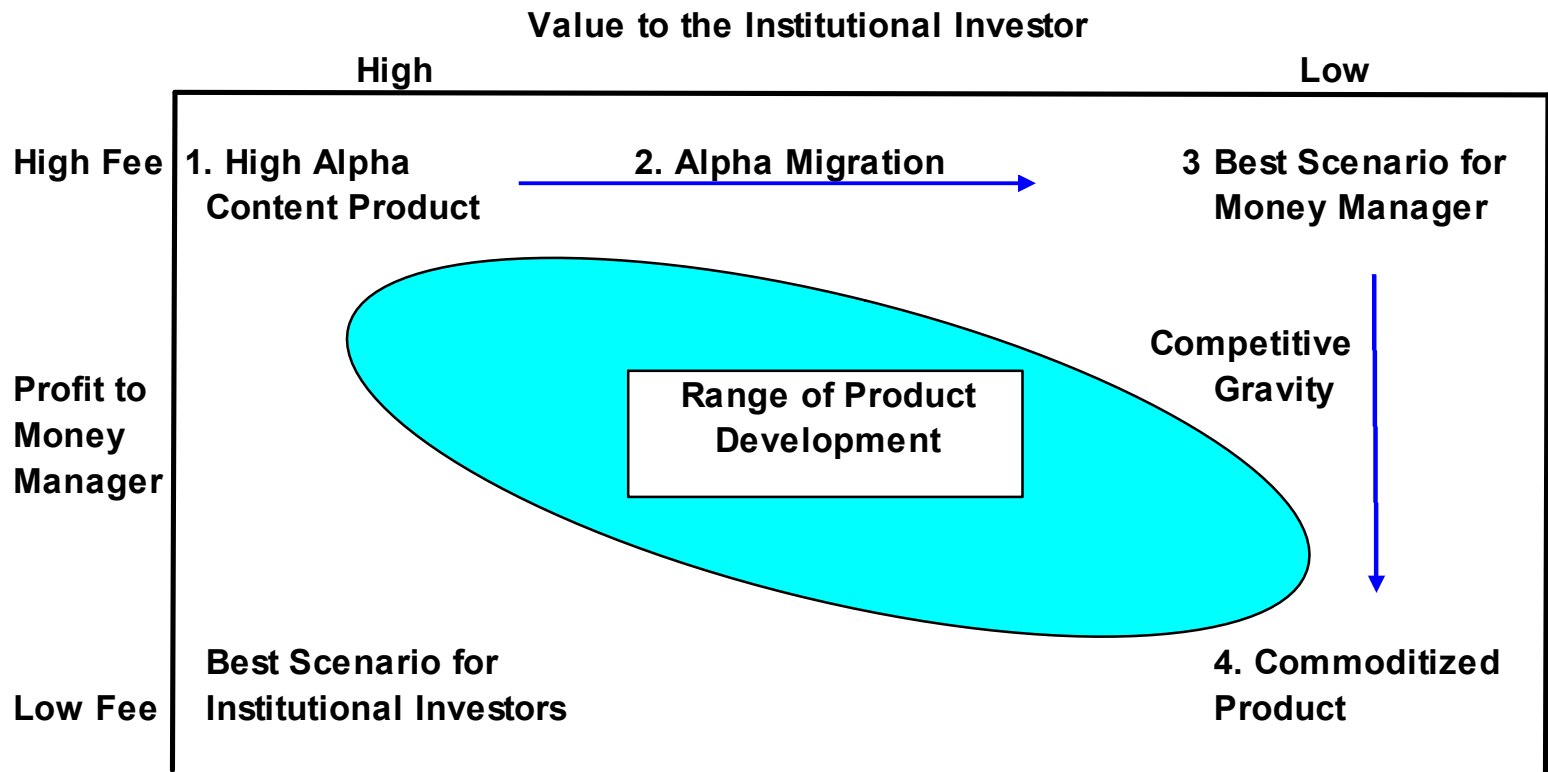 Value to the Institutional Investor
High Low
High Fee 1. High Alpha 2. Alpha Migration 3 Best Scenario for
Content Product Money Manager
Competitive
Gravity
Profit to
Money
Manager
Range of Product
Development
Best Scenario for 4. Commoditized
Low Fee Institutional Investors Product